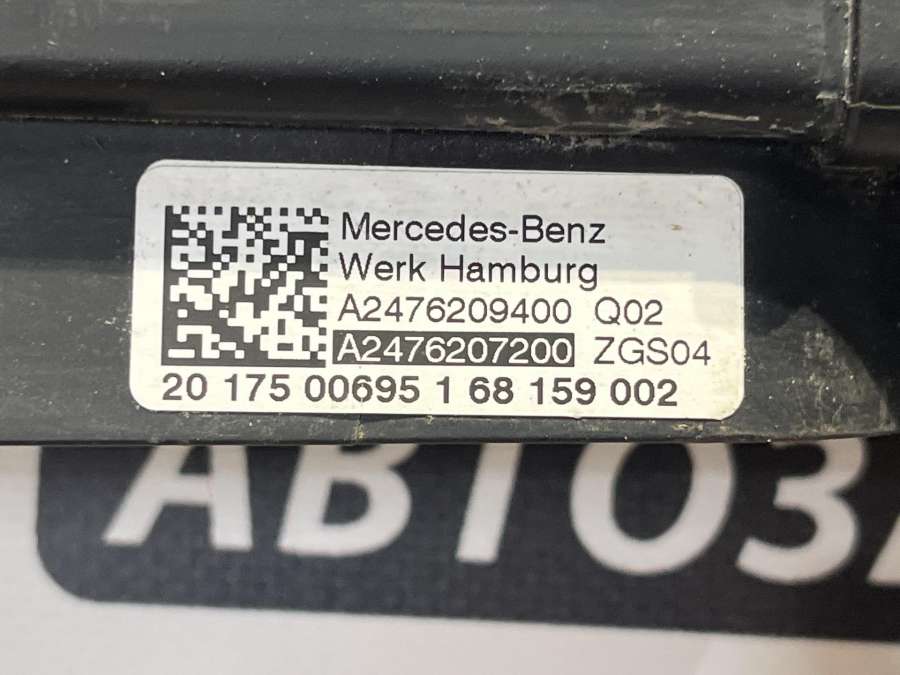 Mercedes-Benz
Werk Hamburg
A2476209400 Q02
A2476207200 ZGS04
20 175 00695 1 68 159 002